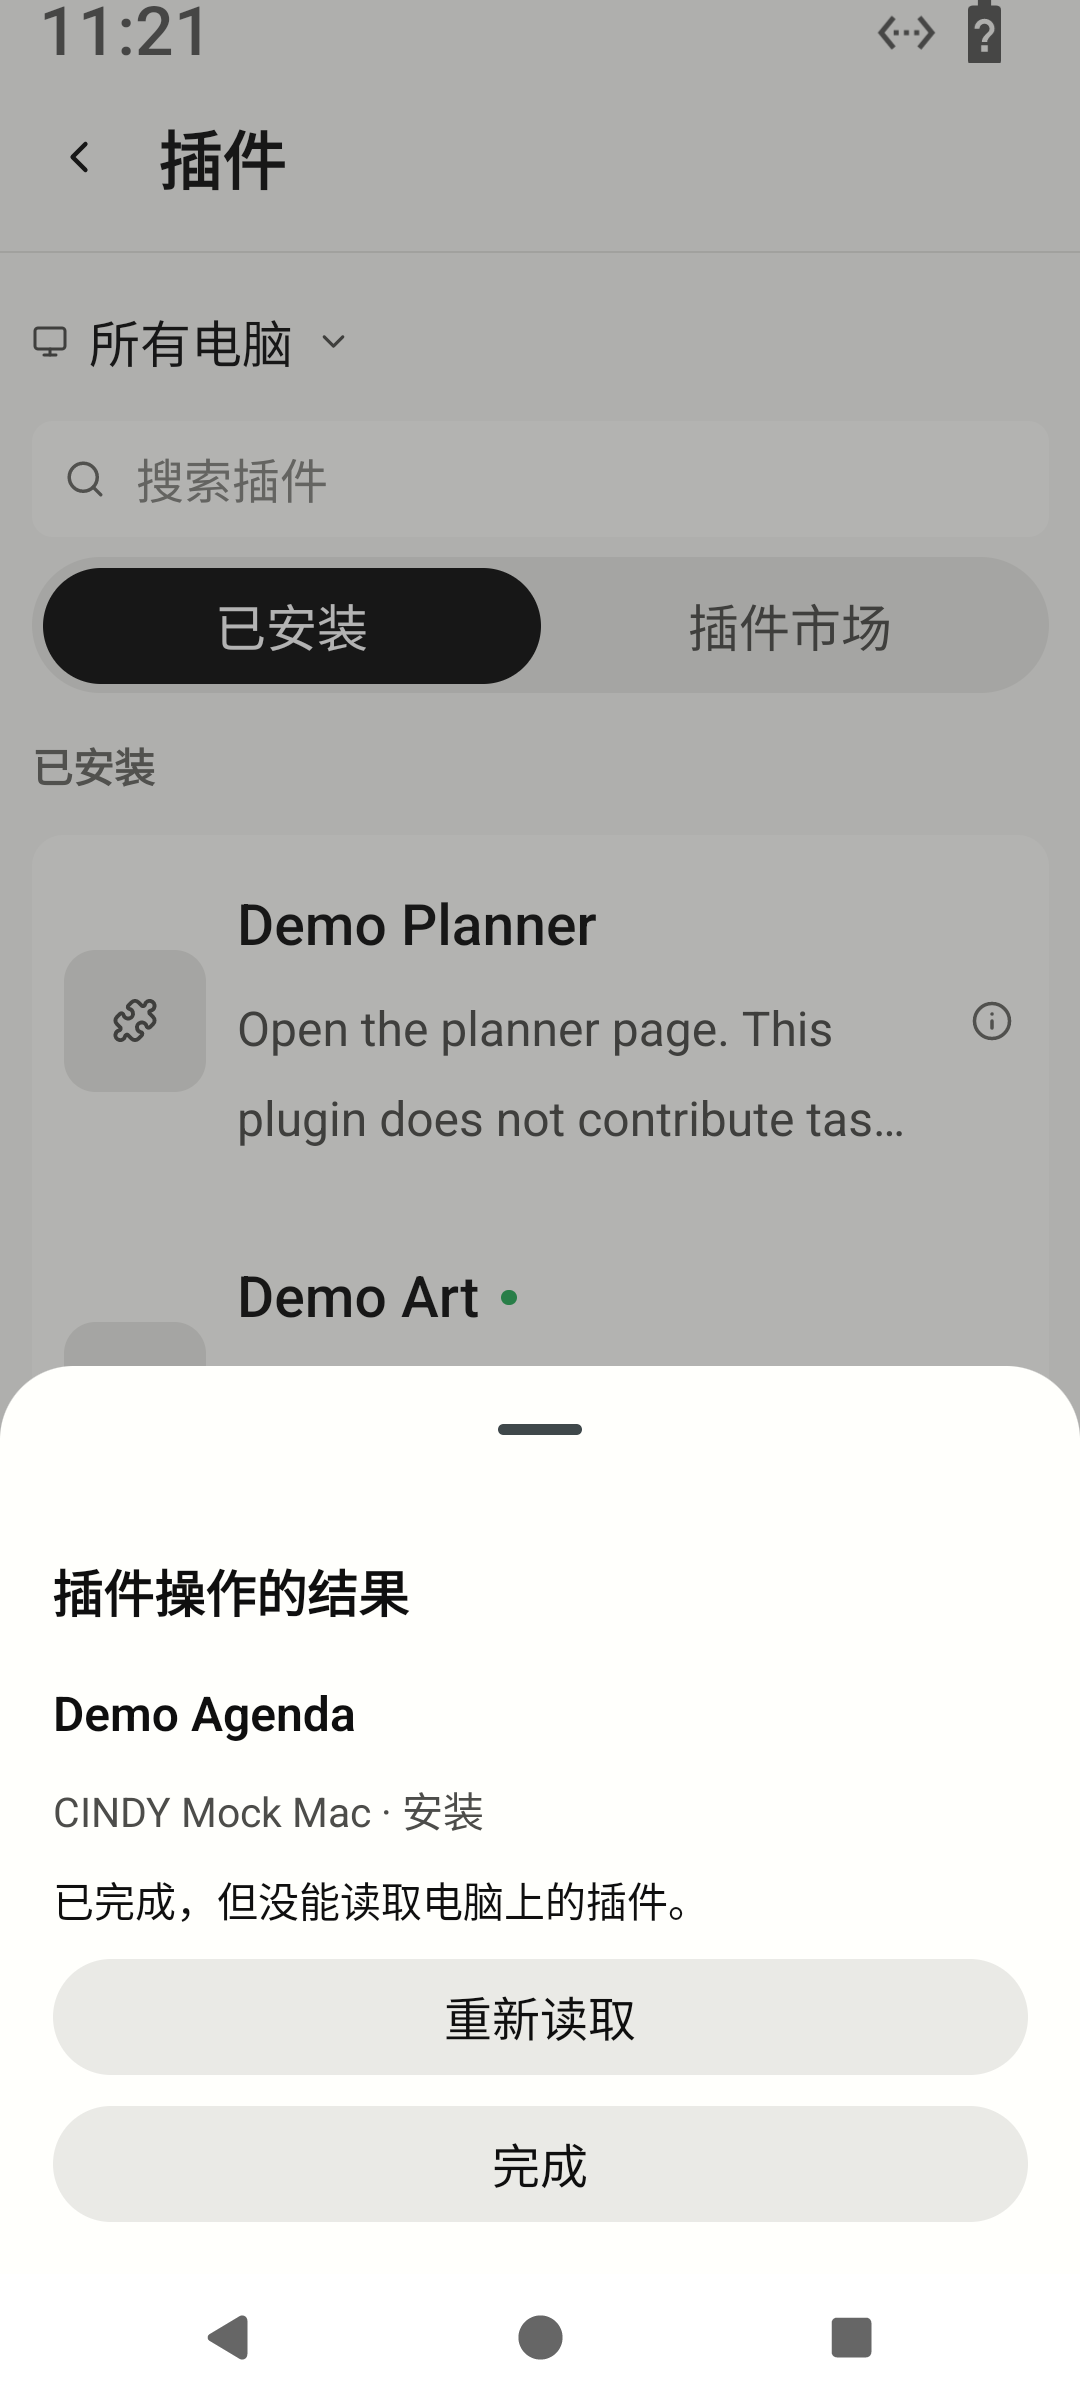 11:21
插件
所有电脑
搜索插件
已安装
插件市场
已安装
Demo Planner
Open the planner page. This
plugin does not contribute tas…
Demo Art
插件操作的结果
Demo Agenda
CINDY Mock Mac · 安装
已完成，但没能读取电脑上的插件。
重新读取
完成